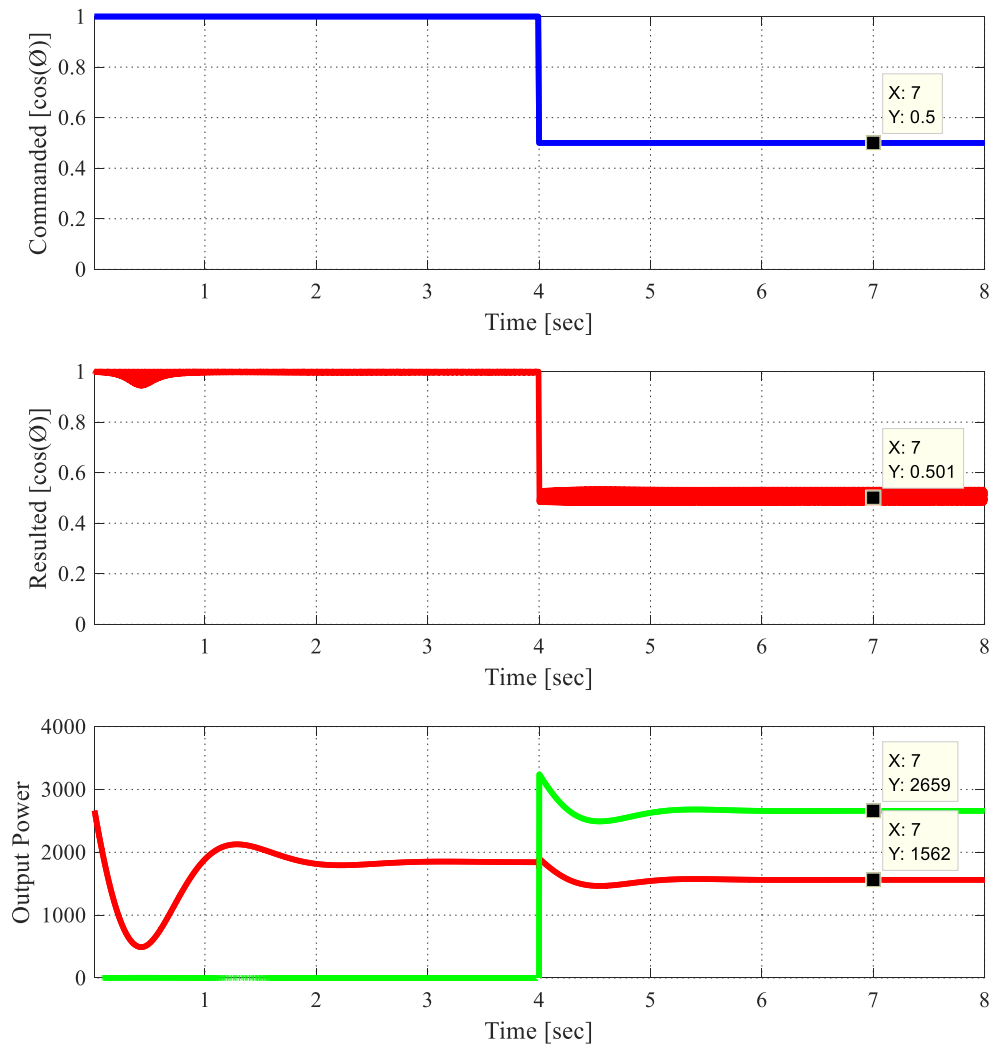 Commanded [cos(Ø)]
1
0.8
0.6
0.4
0.2
0
X: 7
Y: 0.5
1 2 3 4 5 6 7 8
Time [sec]
Resulted [cos(Ø)]
1
0.8
0.6
0.4
0.2
0
X: 7
Y: 0.501
1 2 3 4 5 6 7 8
Time [sec]
Output Power
4000
3000
2000
1000
0
X: 7
Y: 2659
X: 7
Y: 1562
1 2 3 4 5 6 7 8
Time [sec]